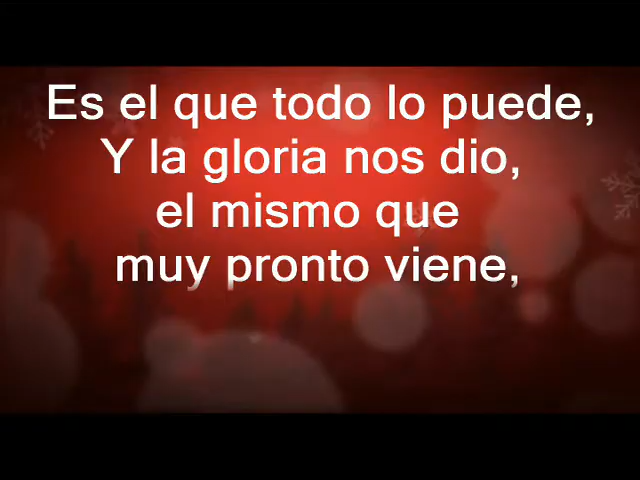 Es el que todo lo puede,
Y la gloria nos dio,
el mismo que
muy pronto viene,